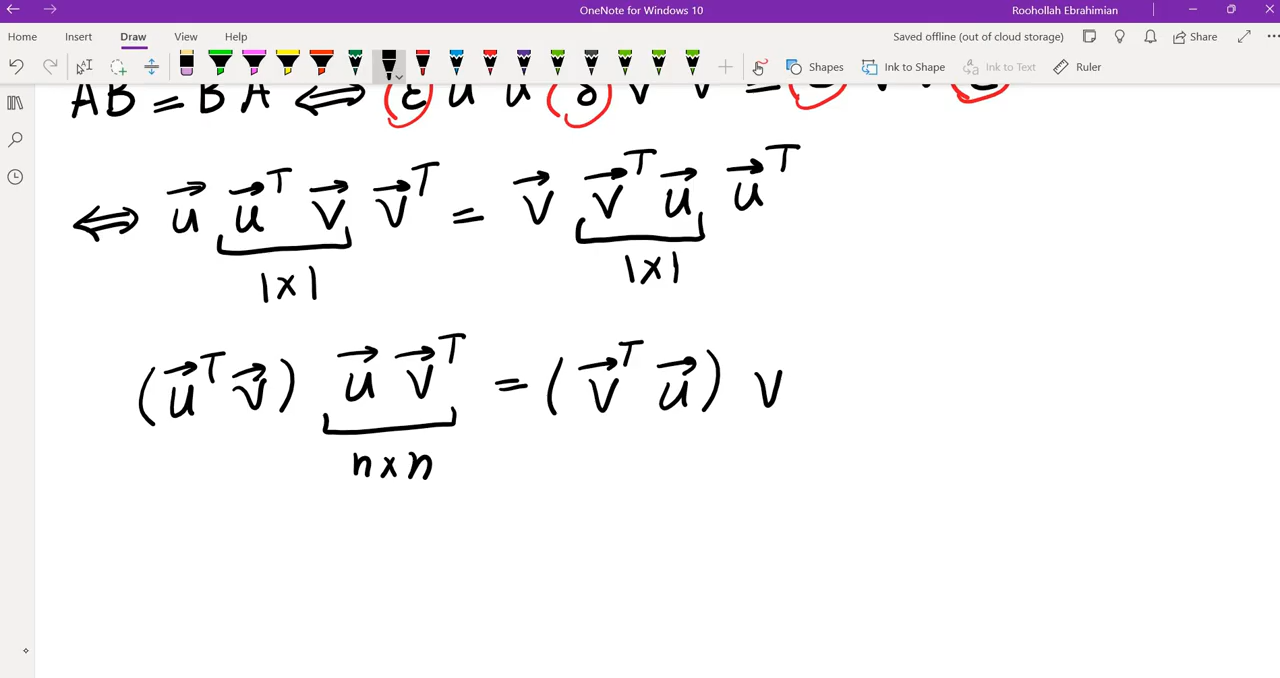 OneNote for Windows 10
Roohollah Ebrahimian
Home Insert Draw View Help
Saved offline (out of cloud storage) Share
Shapes Ink to Shape Ink to Text Ruler
AB = BA ⟺ ε u u δ v v =
⟺ u⃗ u⃗ᵀ v⃗ v⃗ᵀ = v⃗ v⃗ᵀ u⃗ u⃗ᵀ
1×1 1×1
(u⃗ᵀ v⃗) u⃗ v⃗ᵀ = (v⃗ᵀ u⃗) v
n×n